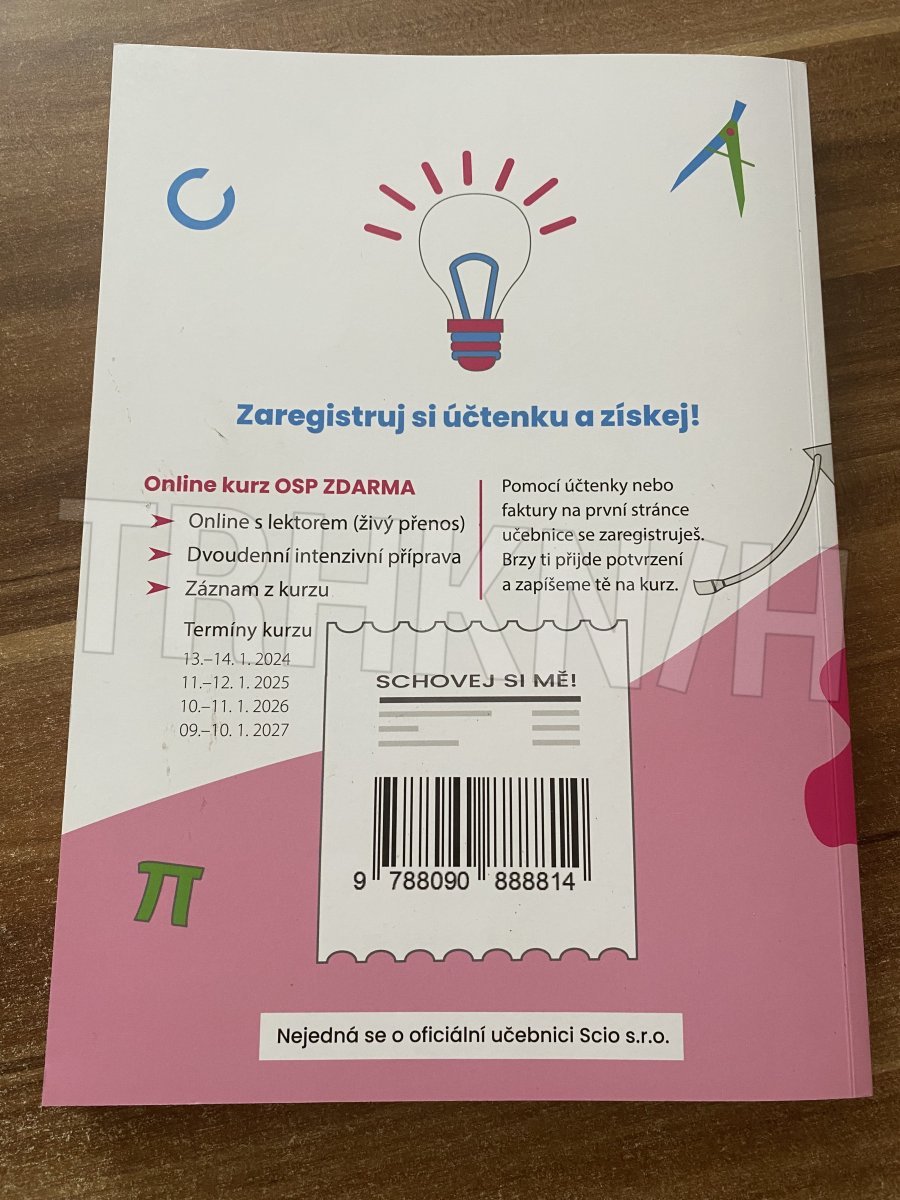 Zaregistruj si účtenku a získej!
Online kurz OSP ZDARMA
Online s lektorem (živý přenos)
Dvoudenní intenzivní příprava
Záznam z kurzu
Termíny kurzu
13.–14. 1. 2024
11.–12. 1. 2025
10.–11. 1. 2026
09.–10. 1. 2027
Pomocí účtenky nebo
faktury na první stránce
učebnice se zaregistruješ.
Brzy ti přijde potvrzení
a zapíšeme tě na kurz.
TRHKNIH
SCHOVEJ SI MĚ!
9 788090 888814
π
Nejedná se o oficiální učebnici Scio s.r.o.